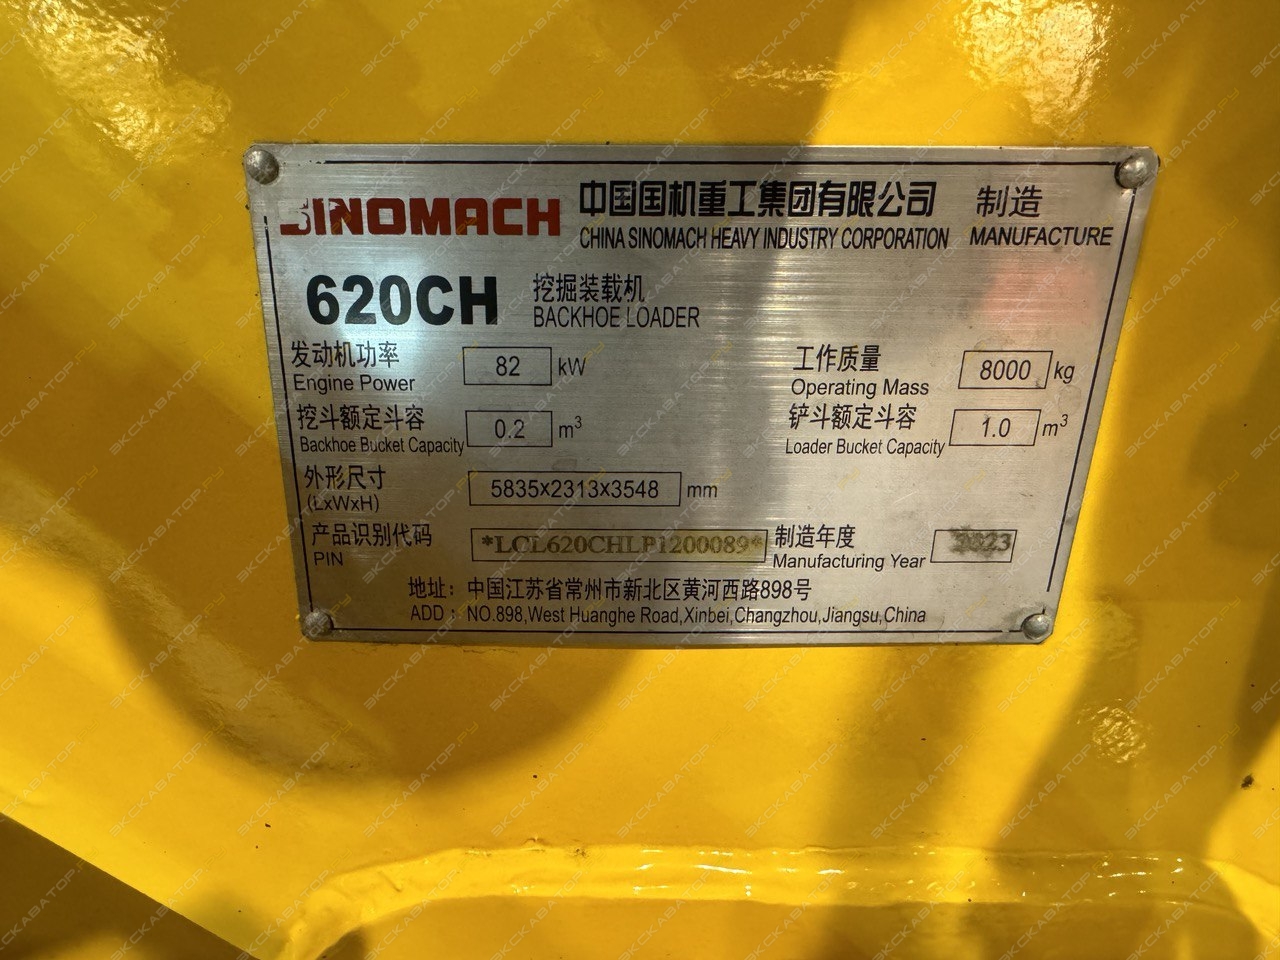 SINOMACH 中国国机重工集团有限公司 制造
CHINA SINOMACH HEAVY INDUSTRY CORPORATION MANUFACTURE
620CH 挖掘装载机
BACKHOE LOADER
发动机功率 82 kW 工作质量 8000 kg
Engine Power Operating Mass
挖斗额定斗容 0.2 m³ 铲斗额定斗容 1.0 m³
Backhoe Bucket Capacity Loader Bucket Capacity
外形尺寸 5835x2313x3548 mm
(LxWxH)
产品识别代码 *LCL620CHLP1200089* 制造年度 2023
PIN Manufacturing Year
地址: 中国江苏省常州市新北区黄河西路898号
ADD: NO.898,West Huanghe Road,Xinbei,Changzhou,Jiangsu,China
ЭКСКАВАТОР.РУ